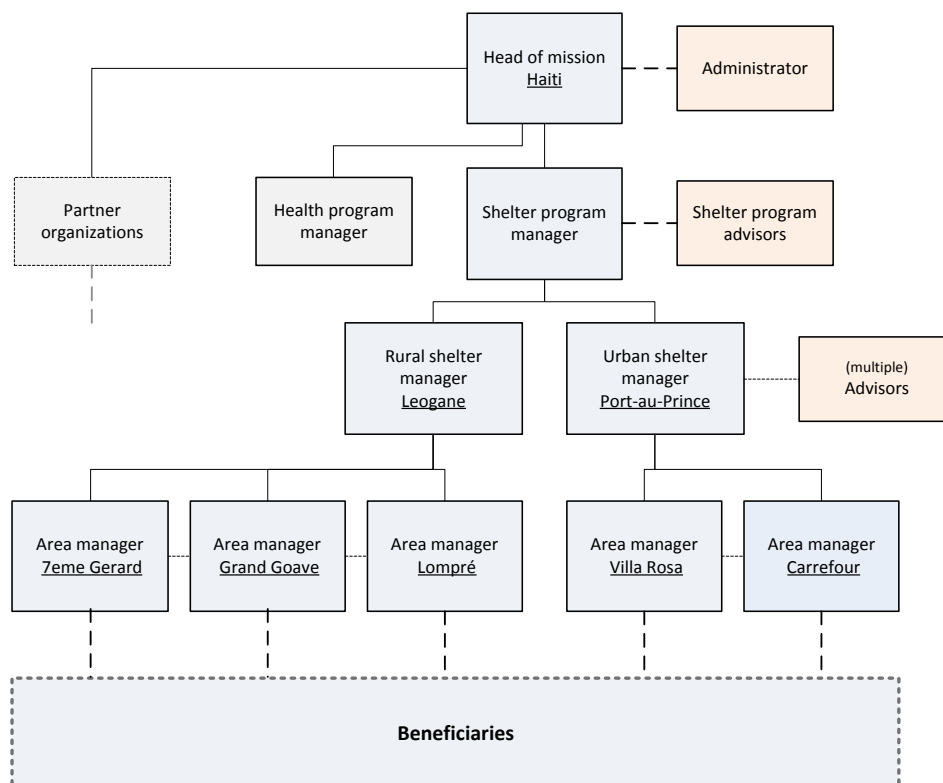 Head of mission
Haiti
Administrator
Partner
organizations
Health program
manager
Shelter program
manager
Shelter program
advisors
Rural shelter
manager
Leogane
Urban shelter
manager
Port-au-Prince
(multiple)
Advisors
Area manager
7eme Gerard
Area manager
Grand Goave
Area manager
Lompré
Area manager
Villa Rosa
Area manager
Carrefour
Beneficiaries